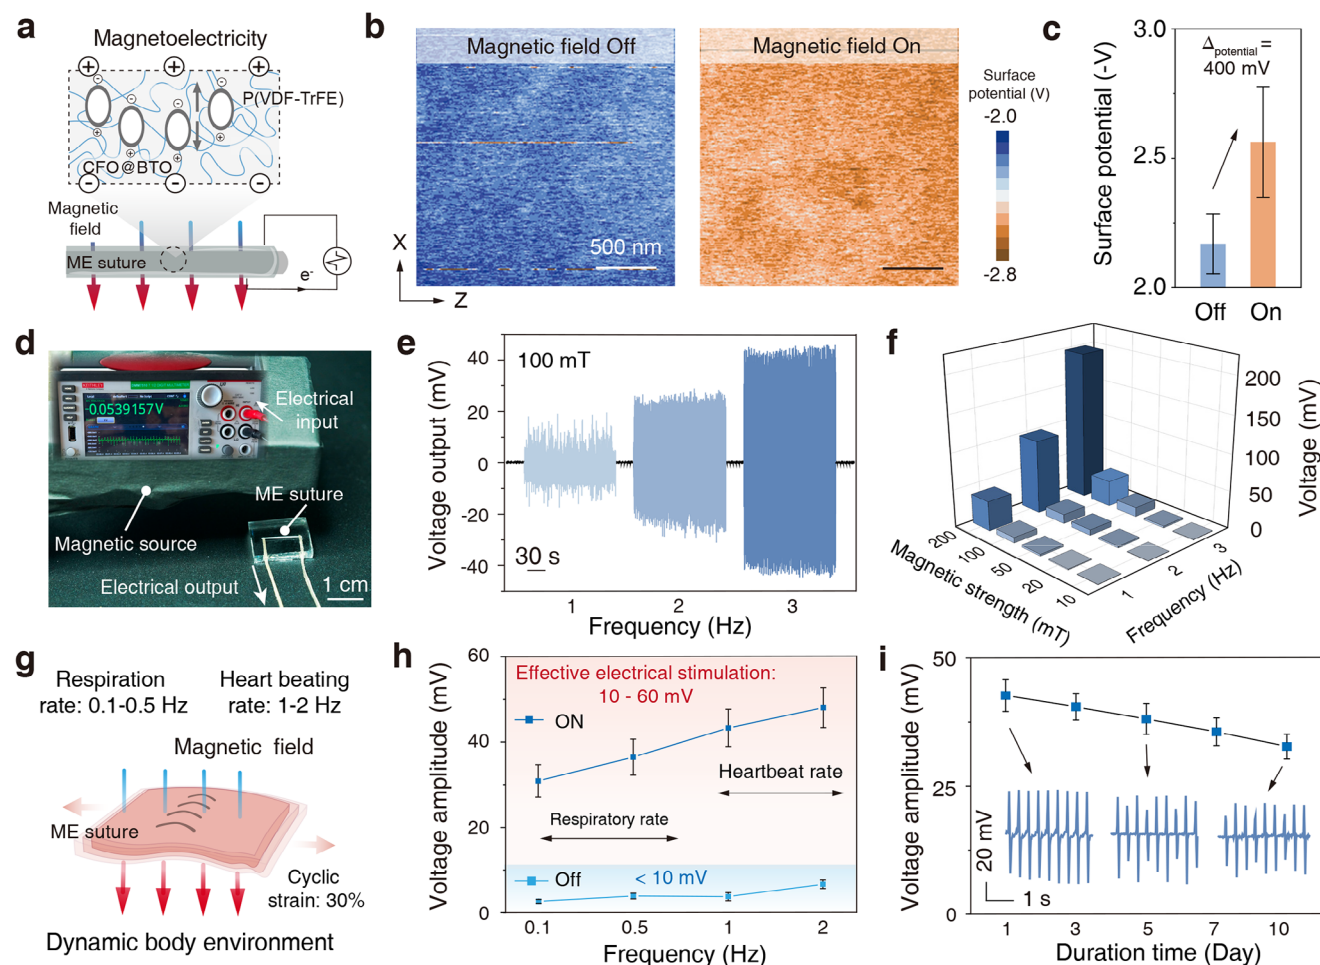 a
Magnetoelectricity
P(VDF-TrFE)
CFO@BTO
Magnetic
field
ME suture
e-
b
Magnetic field Off
Magnetic field On
500 nm
X
Z
Surface
potential (V)
-2.0
-2.8
c
Surface potential (-V)
3.0
2.5
2.0
Δpotential =
400 mV
Off
On
d
-0.0539157V
Electrical
input
ME suture
Magnetic source
Electrical output
1 cm
e
Voltage output (mV)
40
20
0
-20
-40
100 mT
30 s
1
2
3
Frequency (Hz)
f
200
150
100
50
0
Voltage (mV)
200
100
50
20
10
Magnetic strength (mT)
1
2
3
Frequency (Hz)
g
Respiration
rate: 0.1-0.5 Hz
Heart beating
rate: 1-2 Hz
Magnetic field
ME suture
Cyclic
strain: 30%
Dynamic body environment
h
Voltage amplitude (mV)
60
40
20
0
Effective electrical stimulation:
10 - 60 mV
ON
Heartbeat rate
Respiratory rate
Off
< 10 mV
0.1
0.5
1
2
Frequency (Hz)
i
Voltage amplitude (mV)
50
25
0
20 mV
1 s
1
3
5
7
10
Duration time (Day)